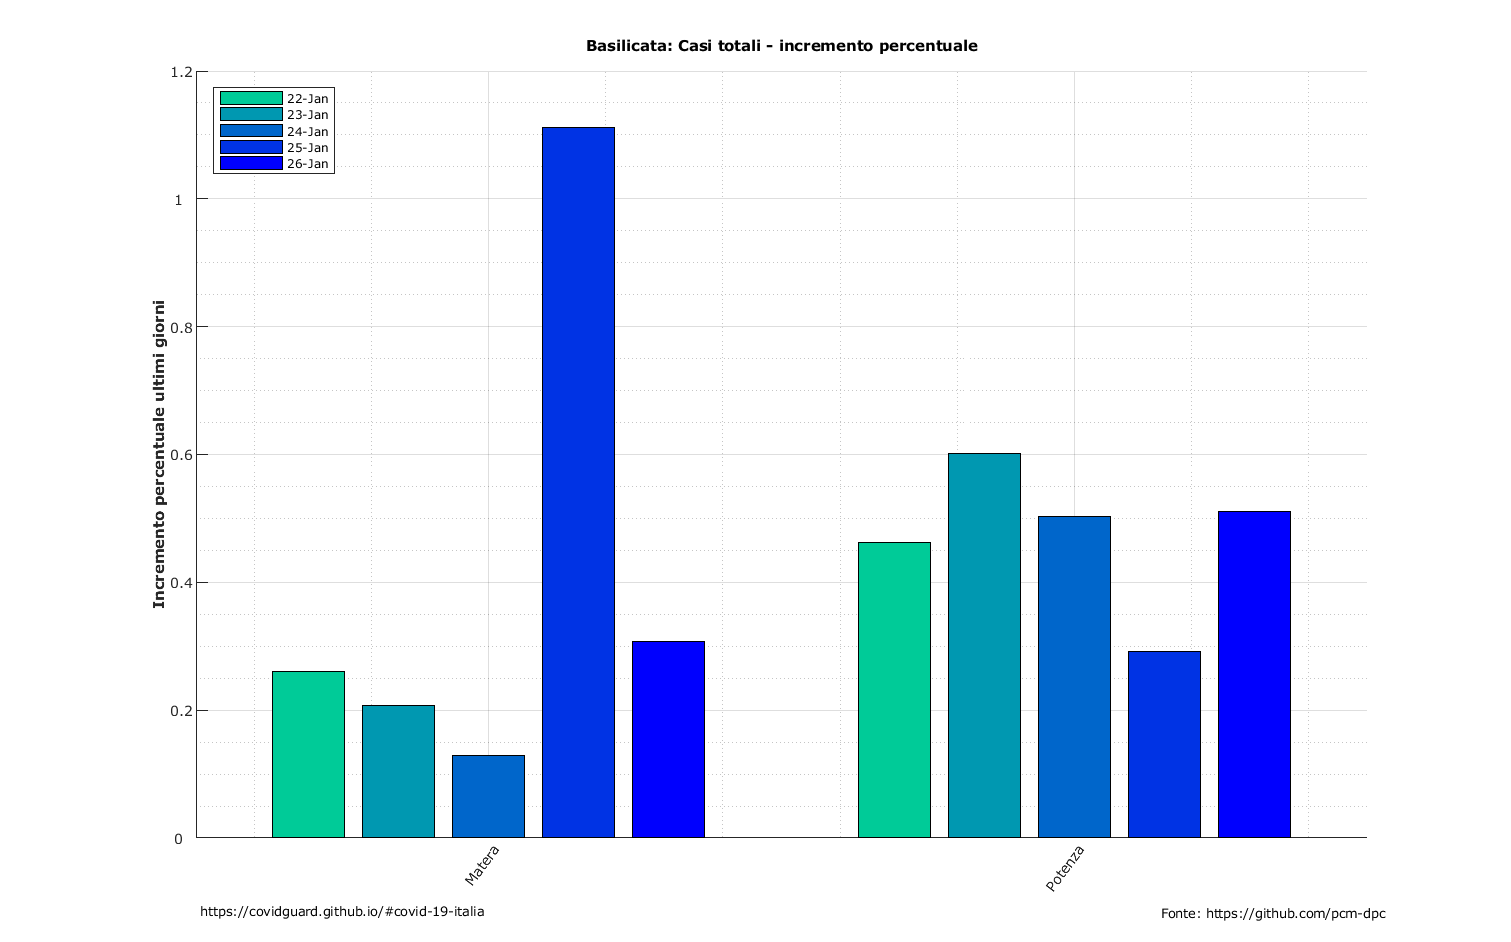 Basilicata: Casi totali - incremento percentuale
1.2
1
0.8
0.6
0.4
0.2
0
Incremento percentuale ultimi giorni
22-Jan
23-Jan
24-Jan
25-Jan
26-Jan
Matera
Potenza
https://covidguard.github.io/#covid-19-italia
Fonte: https://github.com/pcm-dpc